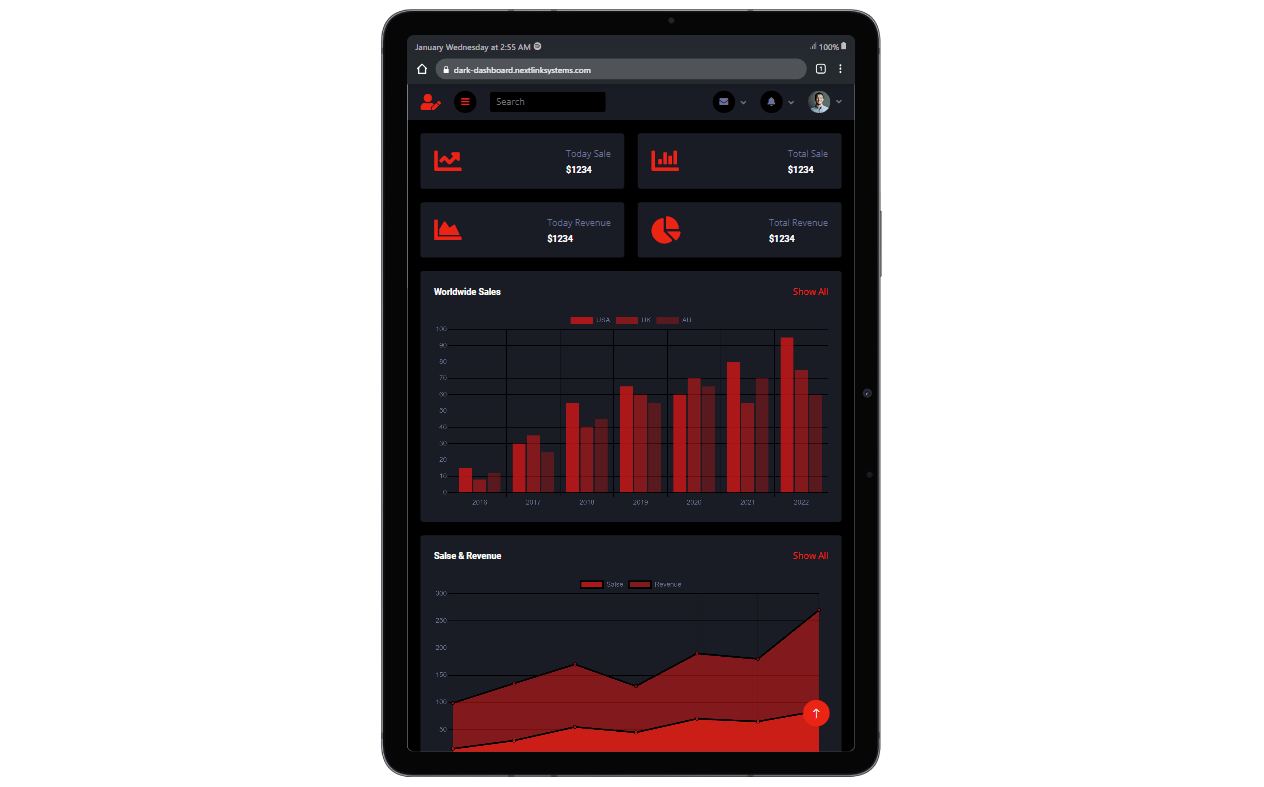 January Wednesday at 2:55 AM 100%
dark-dashboard.nextlinksystems.com 1
Search
Today Sale
$1234
Total Sale
$1234
Today Revenue
$1234
Total Revenue
$1234
Worldwide Sales Show All
USA UK AU
100
90
80
70
60
50
40
30
20
10
0
2016 2017 2018 2019 2020 2021 2022
Salse & Revenue Show All
Salse Revenue
300
250
200
150
100
50